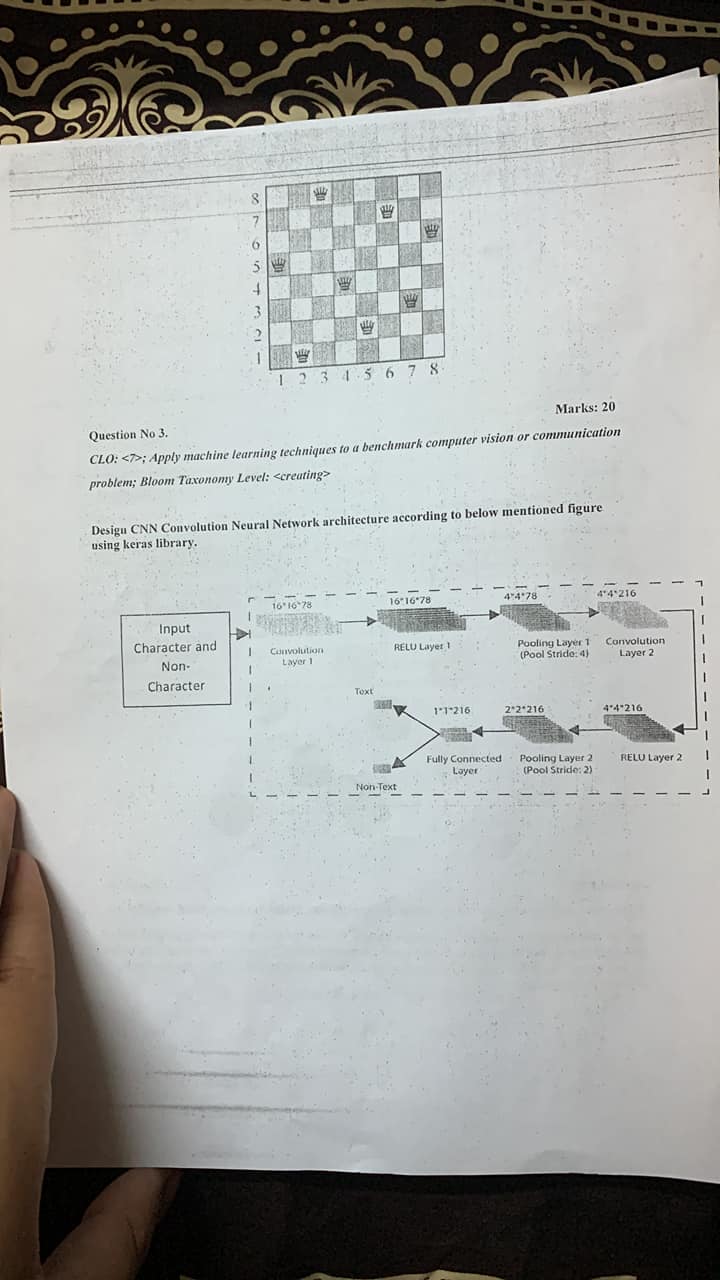 8
7
6
5
4
3
2
1
1 2 3 4 5 6 7 8
Marks: 20
Question No 3.
CLO: <7>; Apply machine learning techniques to a benchmark computer vision or communication
problem; Bloom Taxonomy Level: <creating>
Design CNN Convolution Neural Network architecture according to below mentioned figure
using keras library.
Input
Character and
Non-
Character
16*16*78
Convolution
Layer 1
16*16*78
RELU Layer 1
4*4*78
Pooling Layer 1
(Pool Stride: 4)
4*4*216
Convolution
Layer 2
4*4*216
RELU Layer 2
2*2*216
Pooling Layer 2
(Pool Stride: 2)
1*1*216
Fully Connected
Layer
Text
Non-Text